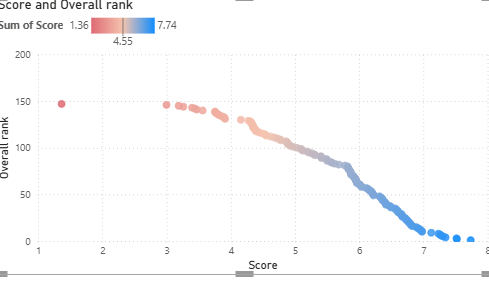 Score and Overall rank
Sum of Score 1.36 7.74
4.55
200
150
100
50
0
Overall rank
1 2 3 4 5 6 7 8
Score